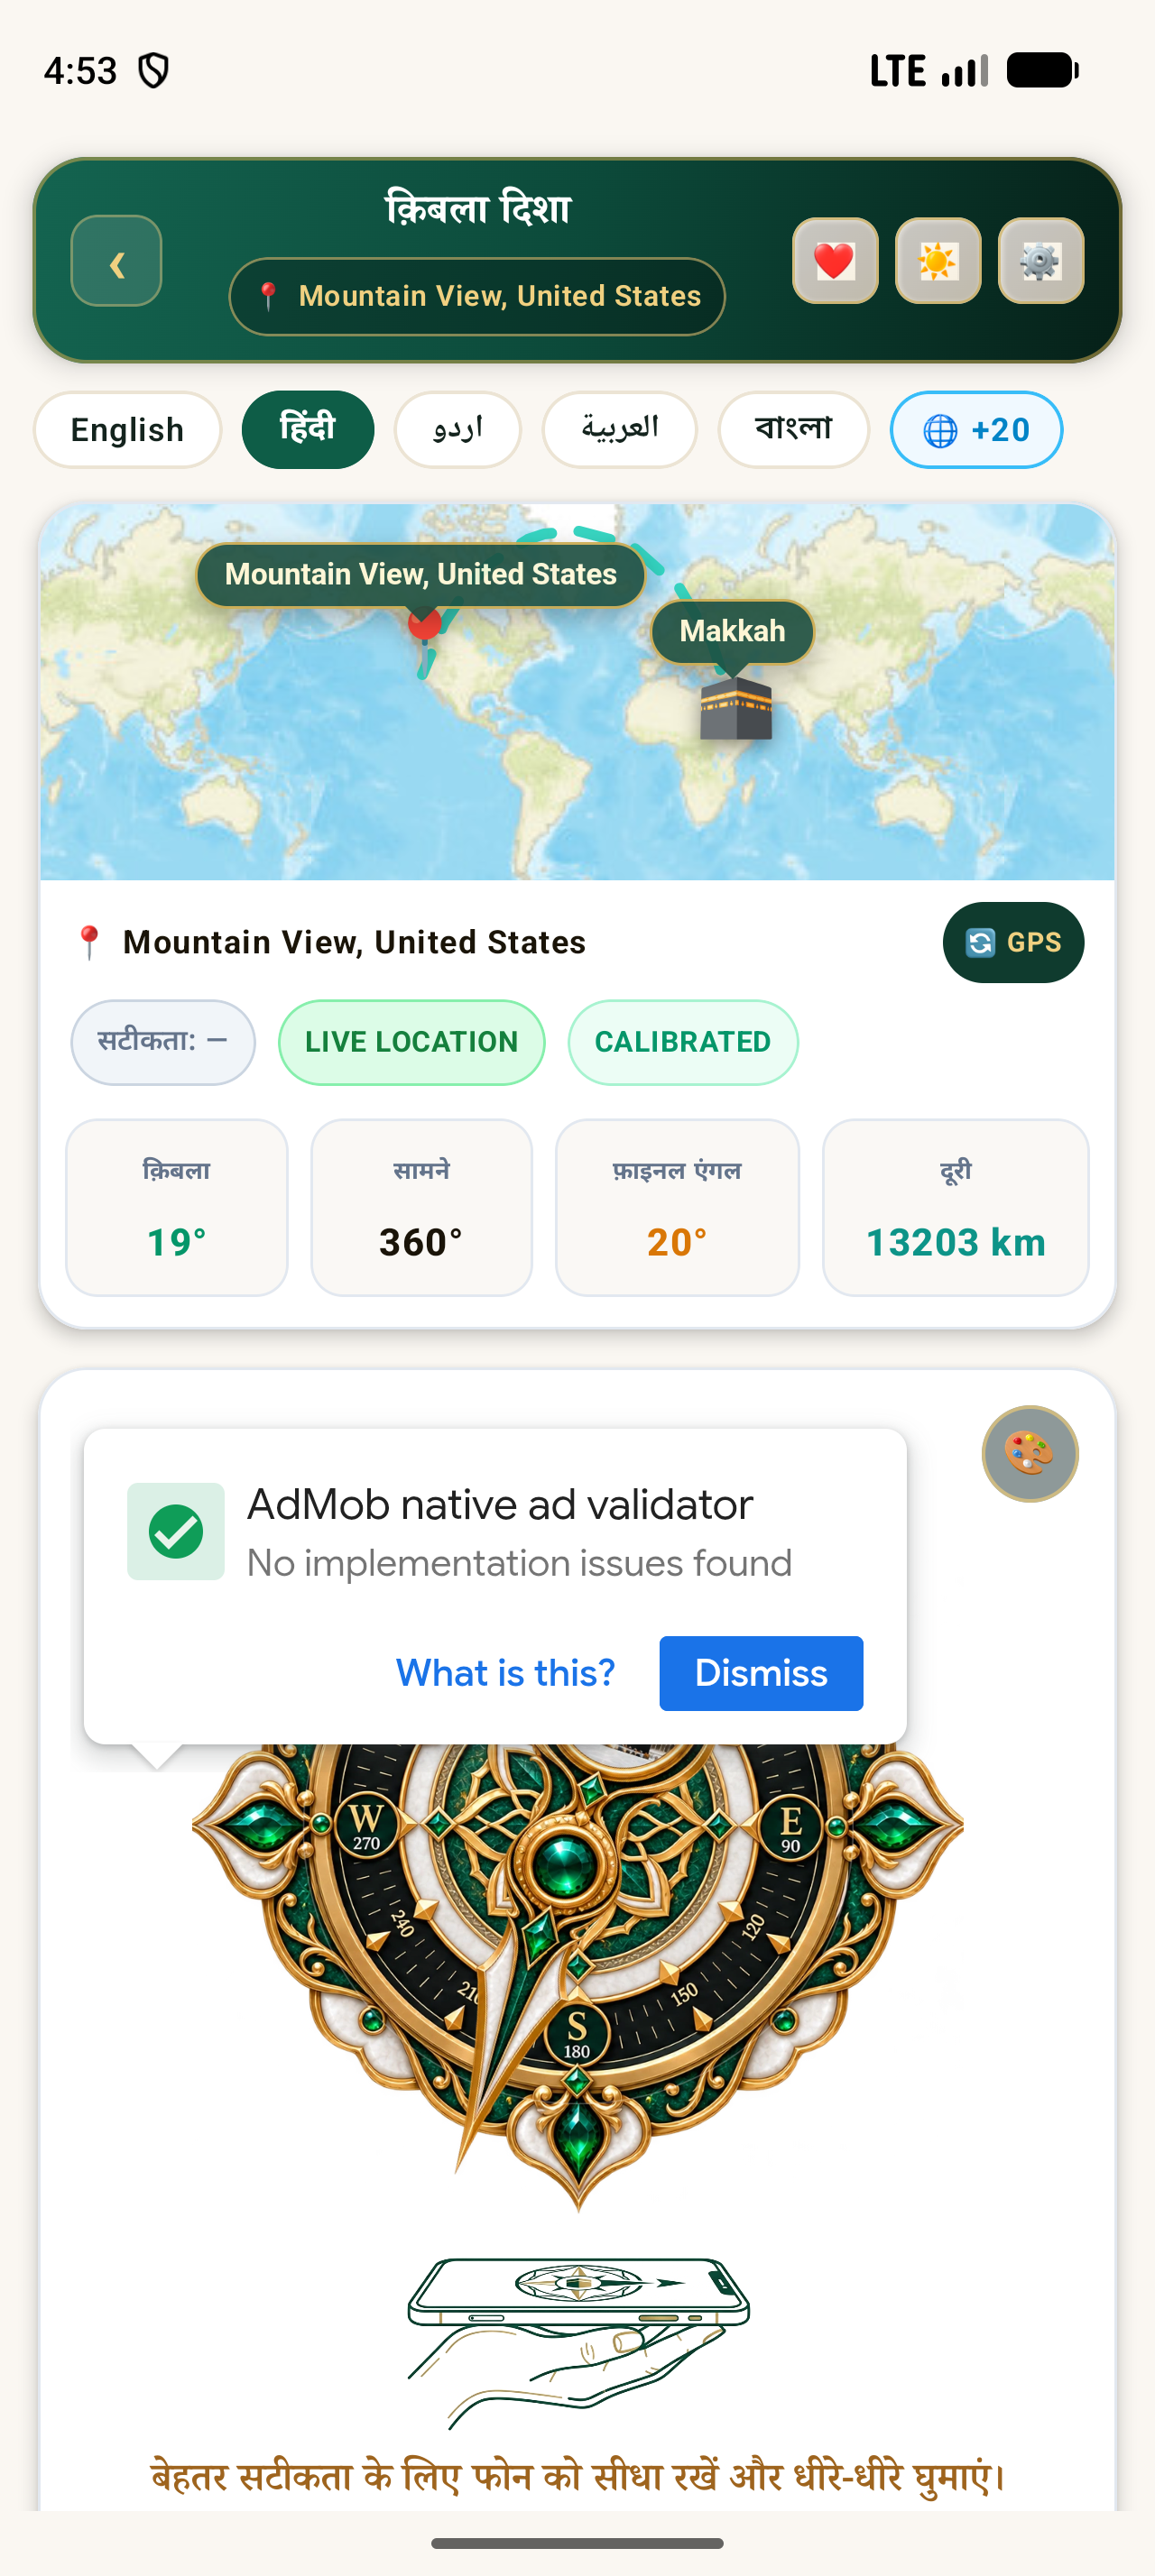 4:53
LTE
क़िबला दिशा
Mountain View, United States
English
हिंदी
اردو
العربية
বাংলা
+20
Mountain View, United States
Makkah
Mountain View, United States
GPS
सटीकता: —
LIVE LOCATION
CALIBRATED
क़िबला
सामने
फ़ाइनल एंगल
दूरी
19°
360°
20°
13203 km
AdMob native ad validator
No implementation issues found
What is this?
Dismiss
W
270
E
90
240
120
150
S
180
बेहतर सटीकता के लिए फोन को सीधा रखें और धीरे-धीरे घुमाएं।